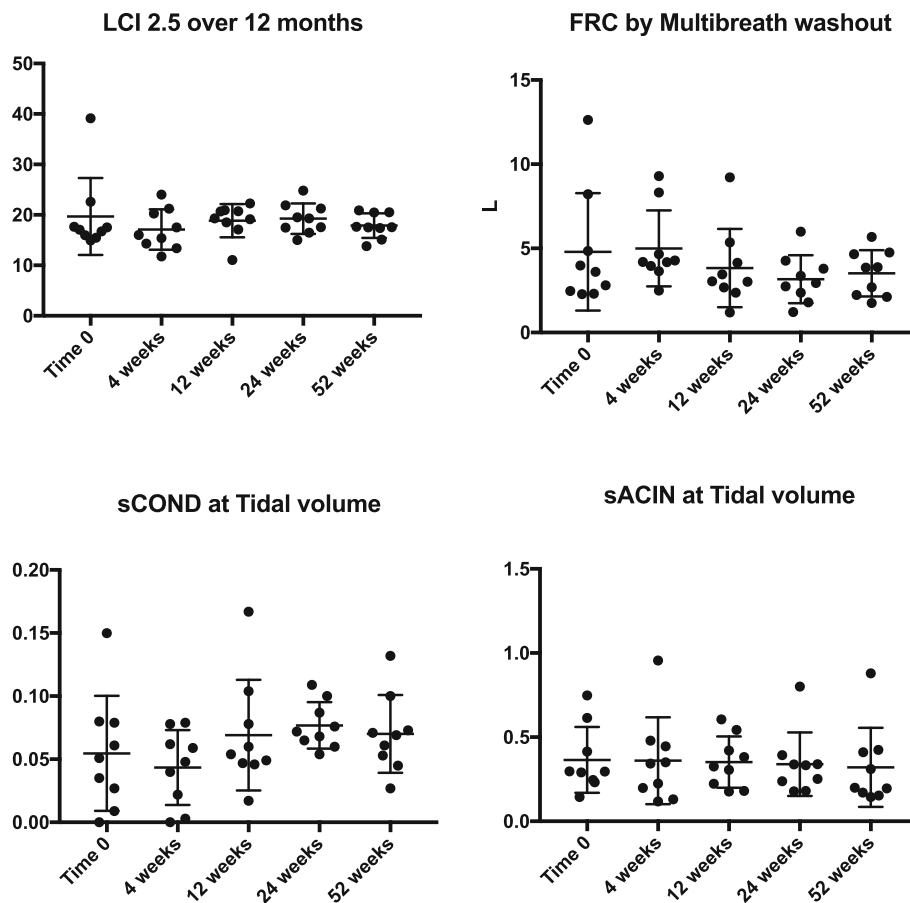 LCI 2.5 over 12 months
50
40
30
20
10
0
Time 0
4 weeks
12 weeks
24 weeks
52 weeks
FRC by Multibreath washout
L
15
10
5
0
Time 0
4 weeks
12 weeks
24 weeks
52 weeks
sCOND at Tidal volume
0.20
0.15
0.10
0.05
0.00
Time 0
4 weeks
12 weeks
24 weeks
52 weeks
sACIN at Tidal volume
1.5
1.0
0.5
0.0
Time 0
4 weeks
12 weeks
24 weeks
52 weeks